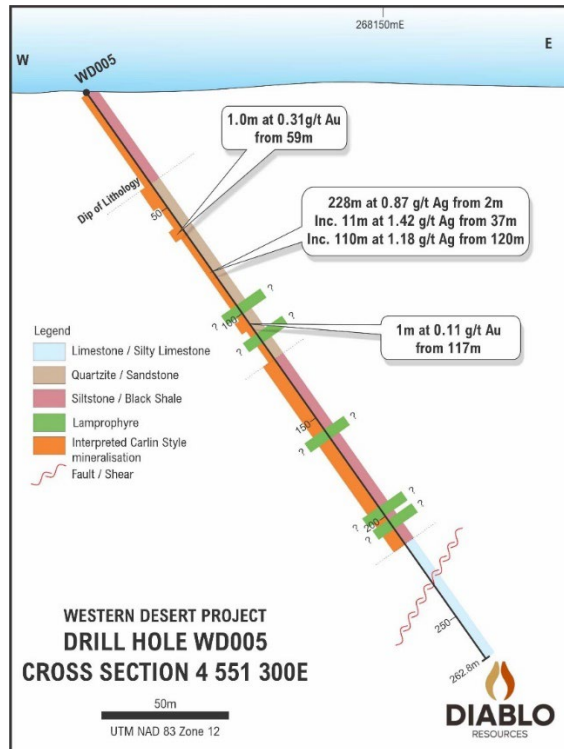 268150mE
W
E
WD005
1.0m at 0.31g/t Au
from 59m
Dip of Lithology
50
228m at 0.87 g/t Ag from 2m
Inc. 11m at 1.42 g/t Ag from 37m
Inc. 110m at 1.18 g/t Ag from 120m
?
100
?
?
?
1m at 0.11 g/t Au
from 117m
Legend
Limestone / Silty Limestone
Quartzite / Sandstone
Siltstone / Black Shale
Lamprophyre
Interpreted Carlin Style
mineralisation
Fault / Shear
?
150
?
?
?
200
?
?
250
262.8m
WESTERN DESERT PROJECT
DRILL HOLE WD005
CROSS SECTION 4 551 300E
50m
UTM NAD 83 Zone 12
DIABLO
RESOURCES